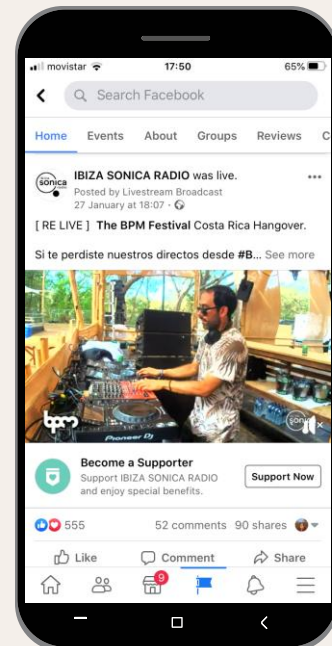 movistar 17:50 65%
Search Facebook
Home Events About Groups Reviews C
sonica
IBIZA SONICA RADIO was live.
Posted by Livestream Broadcast
27 January at 18:07 ·
[ RE LIVE ] The BPM Festival Costa Rica Hangover.
Si te perdiste nuestros directos desde #B... See more
bpm
Pioneer Dj
sonica
Become a Supporter
Support IBIZA SONICA RADIO
and enjoy special benefits.
Support Now
555 52 comments 90 shares
Like Comment Share
9